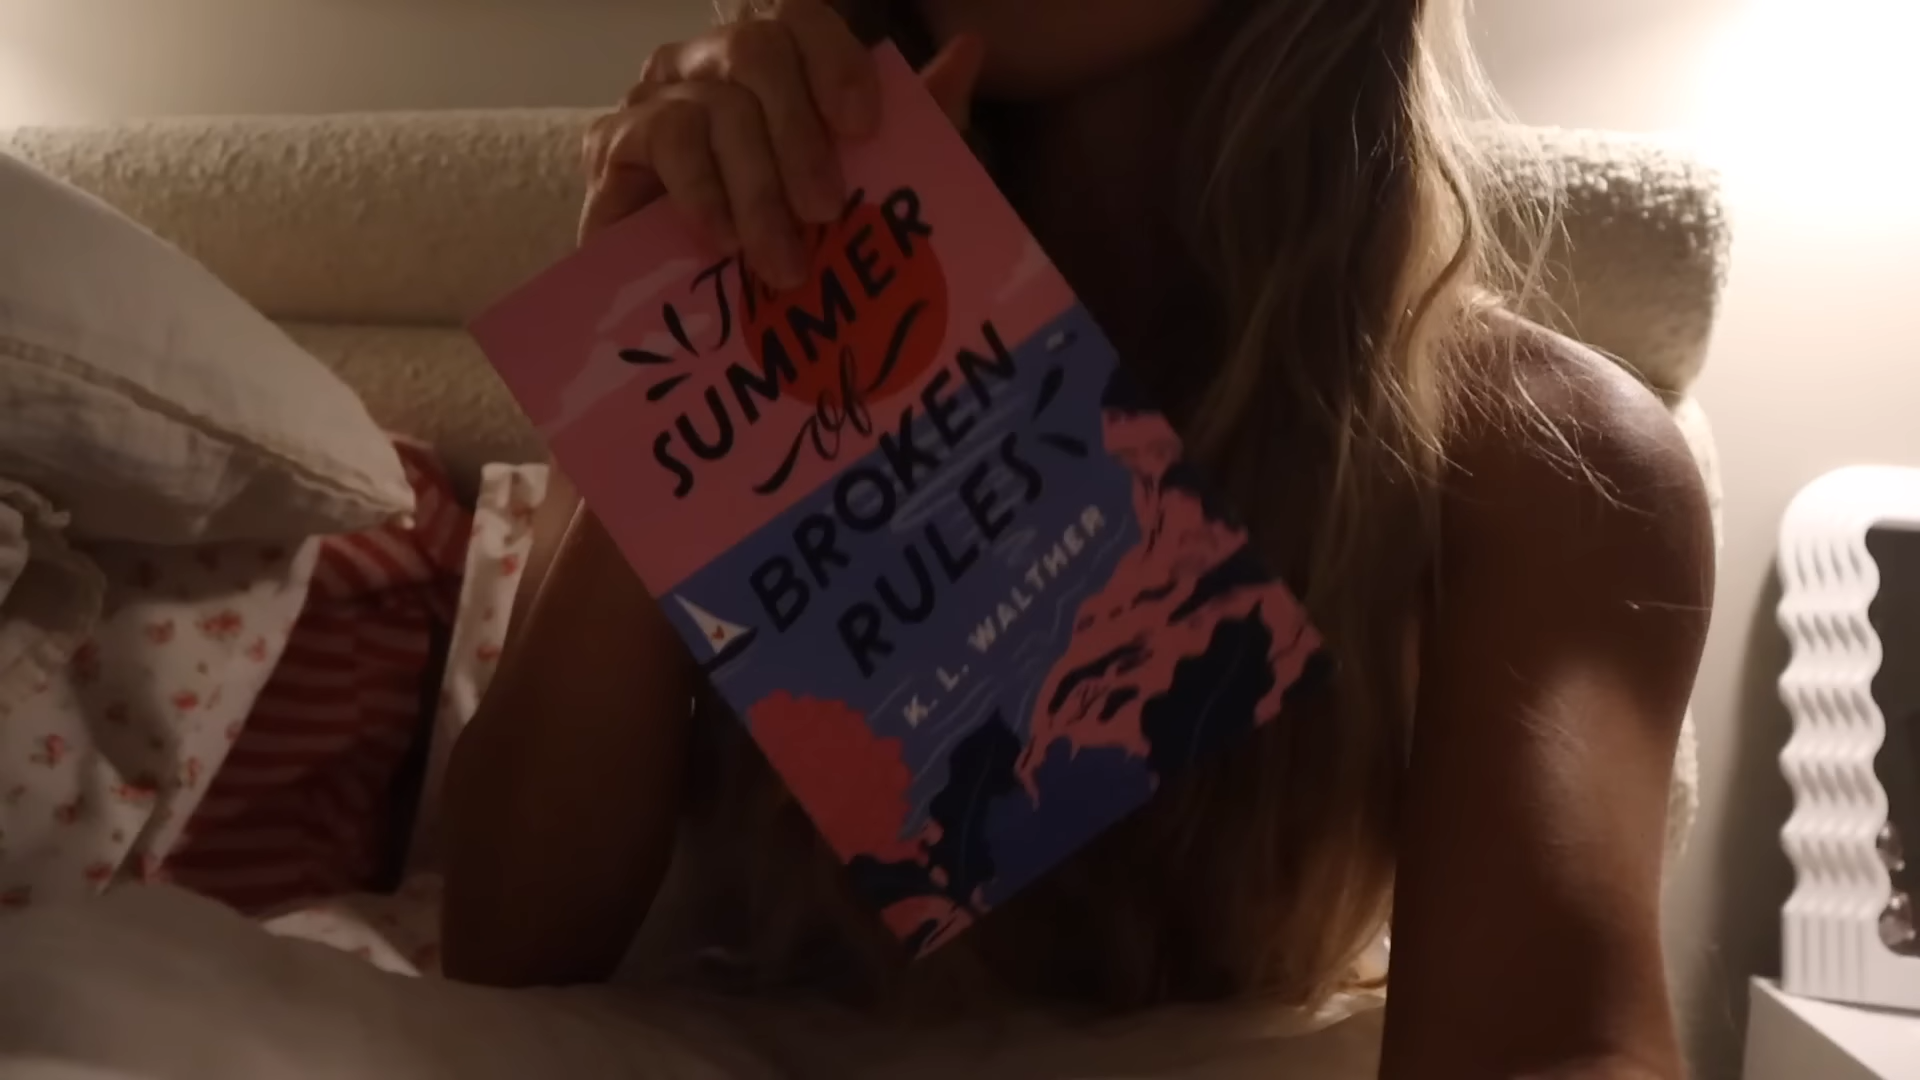 The
SUMMER
of
BROKEN
RULES
K. L. WALTHER